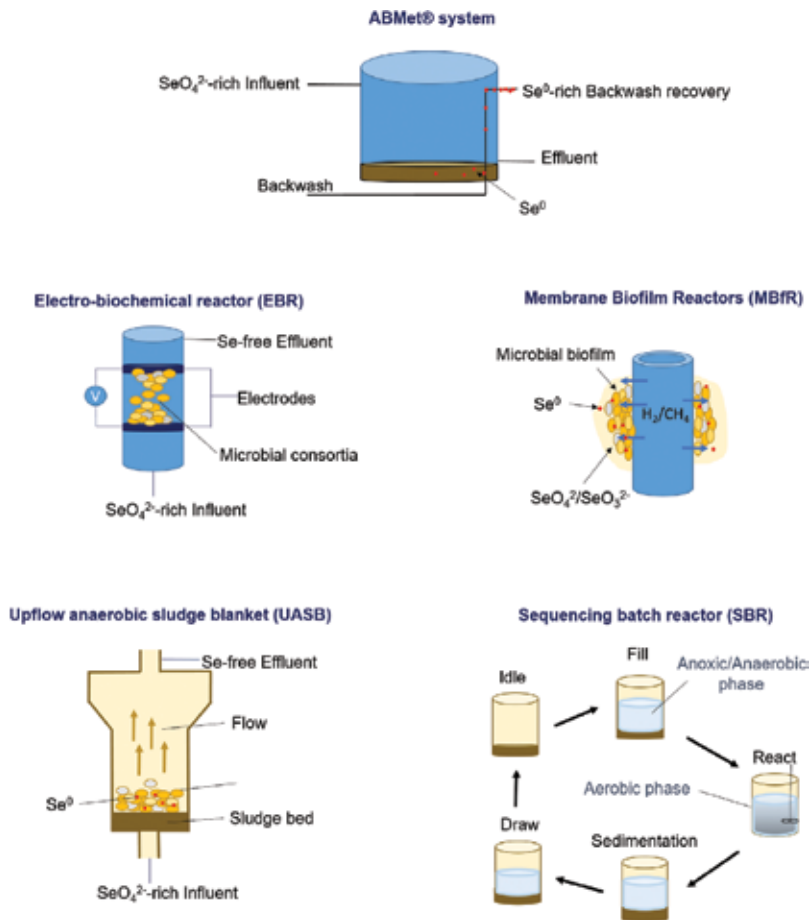 ABMet® system
SeO₄²⁻-rich Influent
Se⁰-rich Backwash recovery
Effluent
Backwash
Se⁰
Electro-biochemical reactor (EBR)
Se-free Effluent
V
Electrodes
Microbial consortia
SeO₄²⁻-rich Influent
Membrane Biofilm Reactors (MBfR)
Microbial biofilm
Se⁰
H₂/CH₄
SeO₄²/SeO₃²⁻
Upflow anaerobic sludge blanket (UASB)
Se-free Effluent
Flow
Se⁰
Sludge bed
SeO₄²⁻-rich Influent
Sequencing batch reactor (SBR)
Fill
Anoxic/Anaerobic
phase
Idle
React
Aerobic phase
Draw
Sedimentation